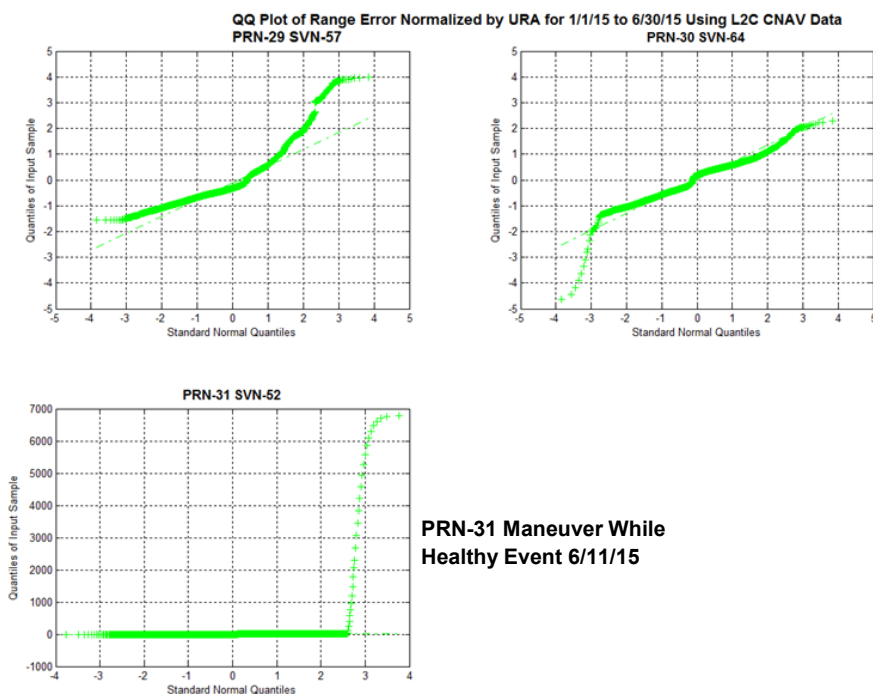 QQ Plot of Range Error Normalized by URA for 1/1/15 to 6/30/15 Using L2C CNAV Data
PRN-29 SVN-57
5
4
3
2
1
0
-1
-2
-3
-4
-5
-5 -4 -3 -2 -1 0 1 2 3 4 5
Quantiles of Input Sample
Standard Normal Quantiles
PRN-30 SVN-64
5
4
3
2
1
0
-1
-2
-3
-4
-5
-5 -4 -3 -2 -1 0 1 2 3 4 5
Quantiles of Input Sample
Standard Normal Quantiles
PRN-31 SVN-52
7000
6000
5000
4000
3000
2000
1000
0
-1000
-4 -3 -2 -1 0 1 2 3 4
Quantiles of Input Sample
Standard Normal Quantiles
PRN-31 Maneuver While
Healthy Event 6/11/15